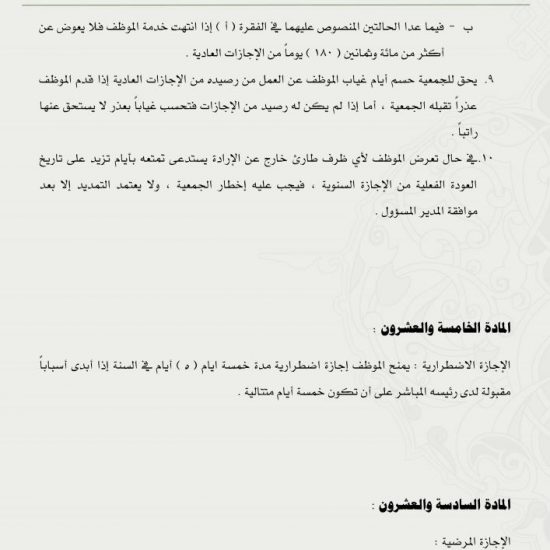 ب - فيما عدا الحالتين المنصوص عليهما في الفقرة ( أ ) إذا انتهت خدمة الموظف فلا يعوض عن
أكثر من مائة وثمانين ( ١٨٠ ) يوماً من الإجازات العادية .
٩. يحق للجمعية حسم أيام غياب الموظف عن العمل من رصيده من الإجازات العادية إذا قدم الموظف
عذراً تقبله الجمعية ، أما إذا لم يكن له رصيد من الإجازات فتحسب غياباً بعذر لا يستحق عنها
راتباً .
١٠. في حال تعرض الموظف لأي ظرف طارئ خارج عن الإرادة يستدعى تمتعه بأيام تزيد على تاريخ
العودة الفعلية من الإجازة السنوية ، فيجب عليه إخطار الجمعية ، ولا يعتمد التمديد إلا بعد
موافقة المدير المسؤول .
المادة الخامسة والعشرون :
الإجازة الاضطرارية : يمنح الموظف إجازة اضطرارية مدة خمسة ايام ( ٥ ) أيام في السنة إذا أبدى أسباباً
مقبولة لدى رئيسه المباشر على أن تكون خمسة أيام متتالية .
المادة السادسة والعشرون :
الإجازة المرضية :